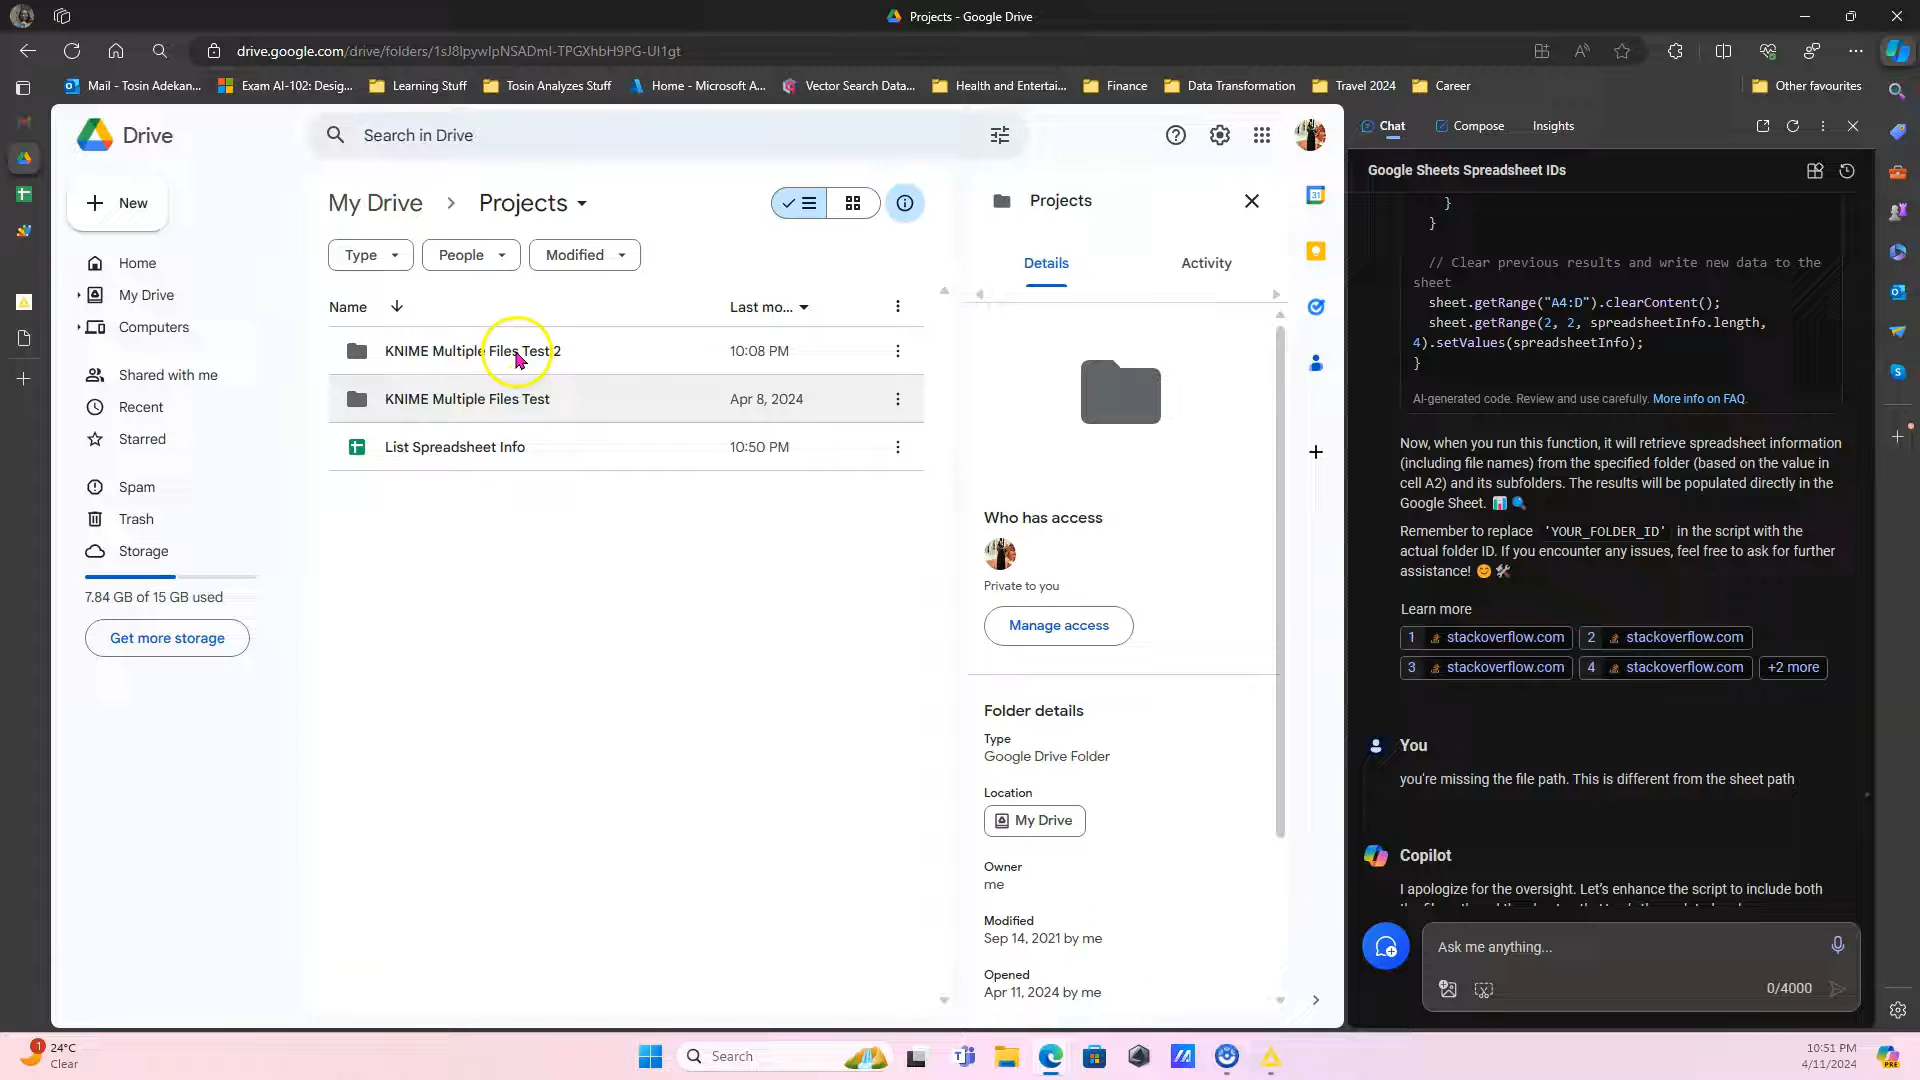 Projects - Google Drive
drive.google.com/drive/folders/1sJ8lpywIpNSADmI-TPGXhbH9PG-UI1gt
Mail - Tosin Adekan...
Exam AI-102: Desig...
Learning Stuff
Tosin Analyzes Stuff
Home - Microsoft A...
Vector Search Data...
Health and Entertai...
Finance
Data Transformation
Travel 2024
Career
Other favourites
Drive
Search in Drive
New
Home
My Drive
Computers
Shared with me
Recent
Starred
Spam
Trash
Storage
7.84 GB of 15 GB used
Get more storage
My Drive > Projects
Type
People
Modified
Name
Last mo...
KNIME Multiple Files Test 2
10:08 PM
KNIME Multiple Files Test
Apr 8, 2024
List Spreadsheet Info
10:50 PM
Projects
Details
Activity
Who has access
Private to you
Manage access
Folder details
Type
Google Drive Folder
Location
My Drive
Owner
me
Modified
Sep 14, 2021 by me
Opened
Apr 11, 2024 by me
31
Chat
Compose
Insights
Google Sheets Spreadsheet IDs
}
}
// Clear previous results and write new data to the
sheet
sheet.getRange("A4:D").clearContent();
sheet.getRange(2, 2, spreadsheetInfo.length,
4).setValues(spreadsheetInfo);
}
AI-generated code. Review and use carefully. More info on FAQ.
Now, when you run this function, it will retrieve spreadsheet information
(including file names) from the specified folder (based on the value in
cell A2) and its subfolders. The results will be populated directly in the
Google Sheet.
Remember to replace 'YOUR_FOLDER_ID' in the script with the
actual folder ID. If you encounter any issues, feel free to ask for further
assistance!
Learn more
1 stackoverflow.com
2 stackoverflow.com
3 stackoverflow.com
4 stackoverflow.com
+2 more
You
you're missing the file path. This is different from the sheet path
Copilot
I apologize for the oversight. Let's enhance the script to include both
Ask me anything...
0/4000
1
24°C
Clear
Search
10:51 PM
4/11/2024
PRE